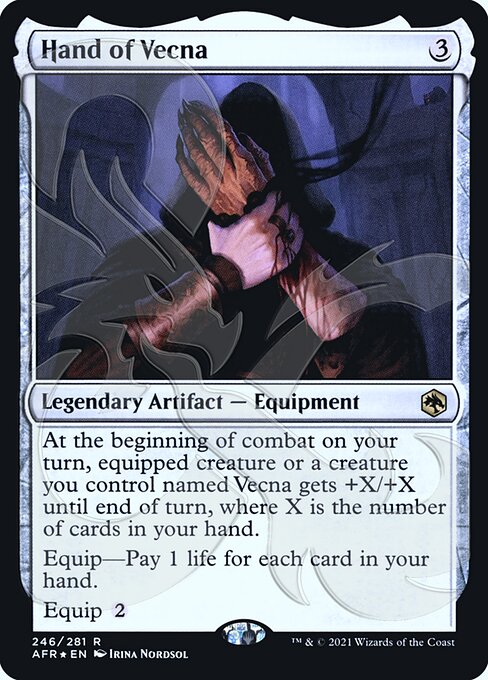 Hand of Vecna 3
Legendary Artifact — Equipment
At the beginning of combat on your
turn, equipped creature or a creature
you control named Vecna gets +X/+X
until end of turn, where X is the number
of cards in your hand.
Equip—Pay 1 life for each card in your
hand.
Equip 2
246/281 R
AFR★EN Irina Nordsol
™ & © 2021 Wizards of the Coast